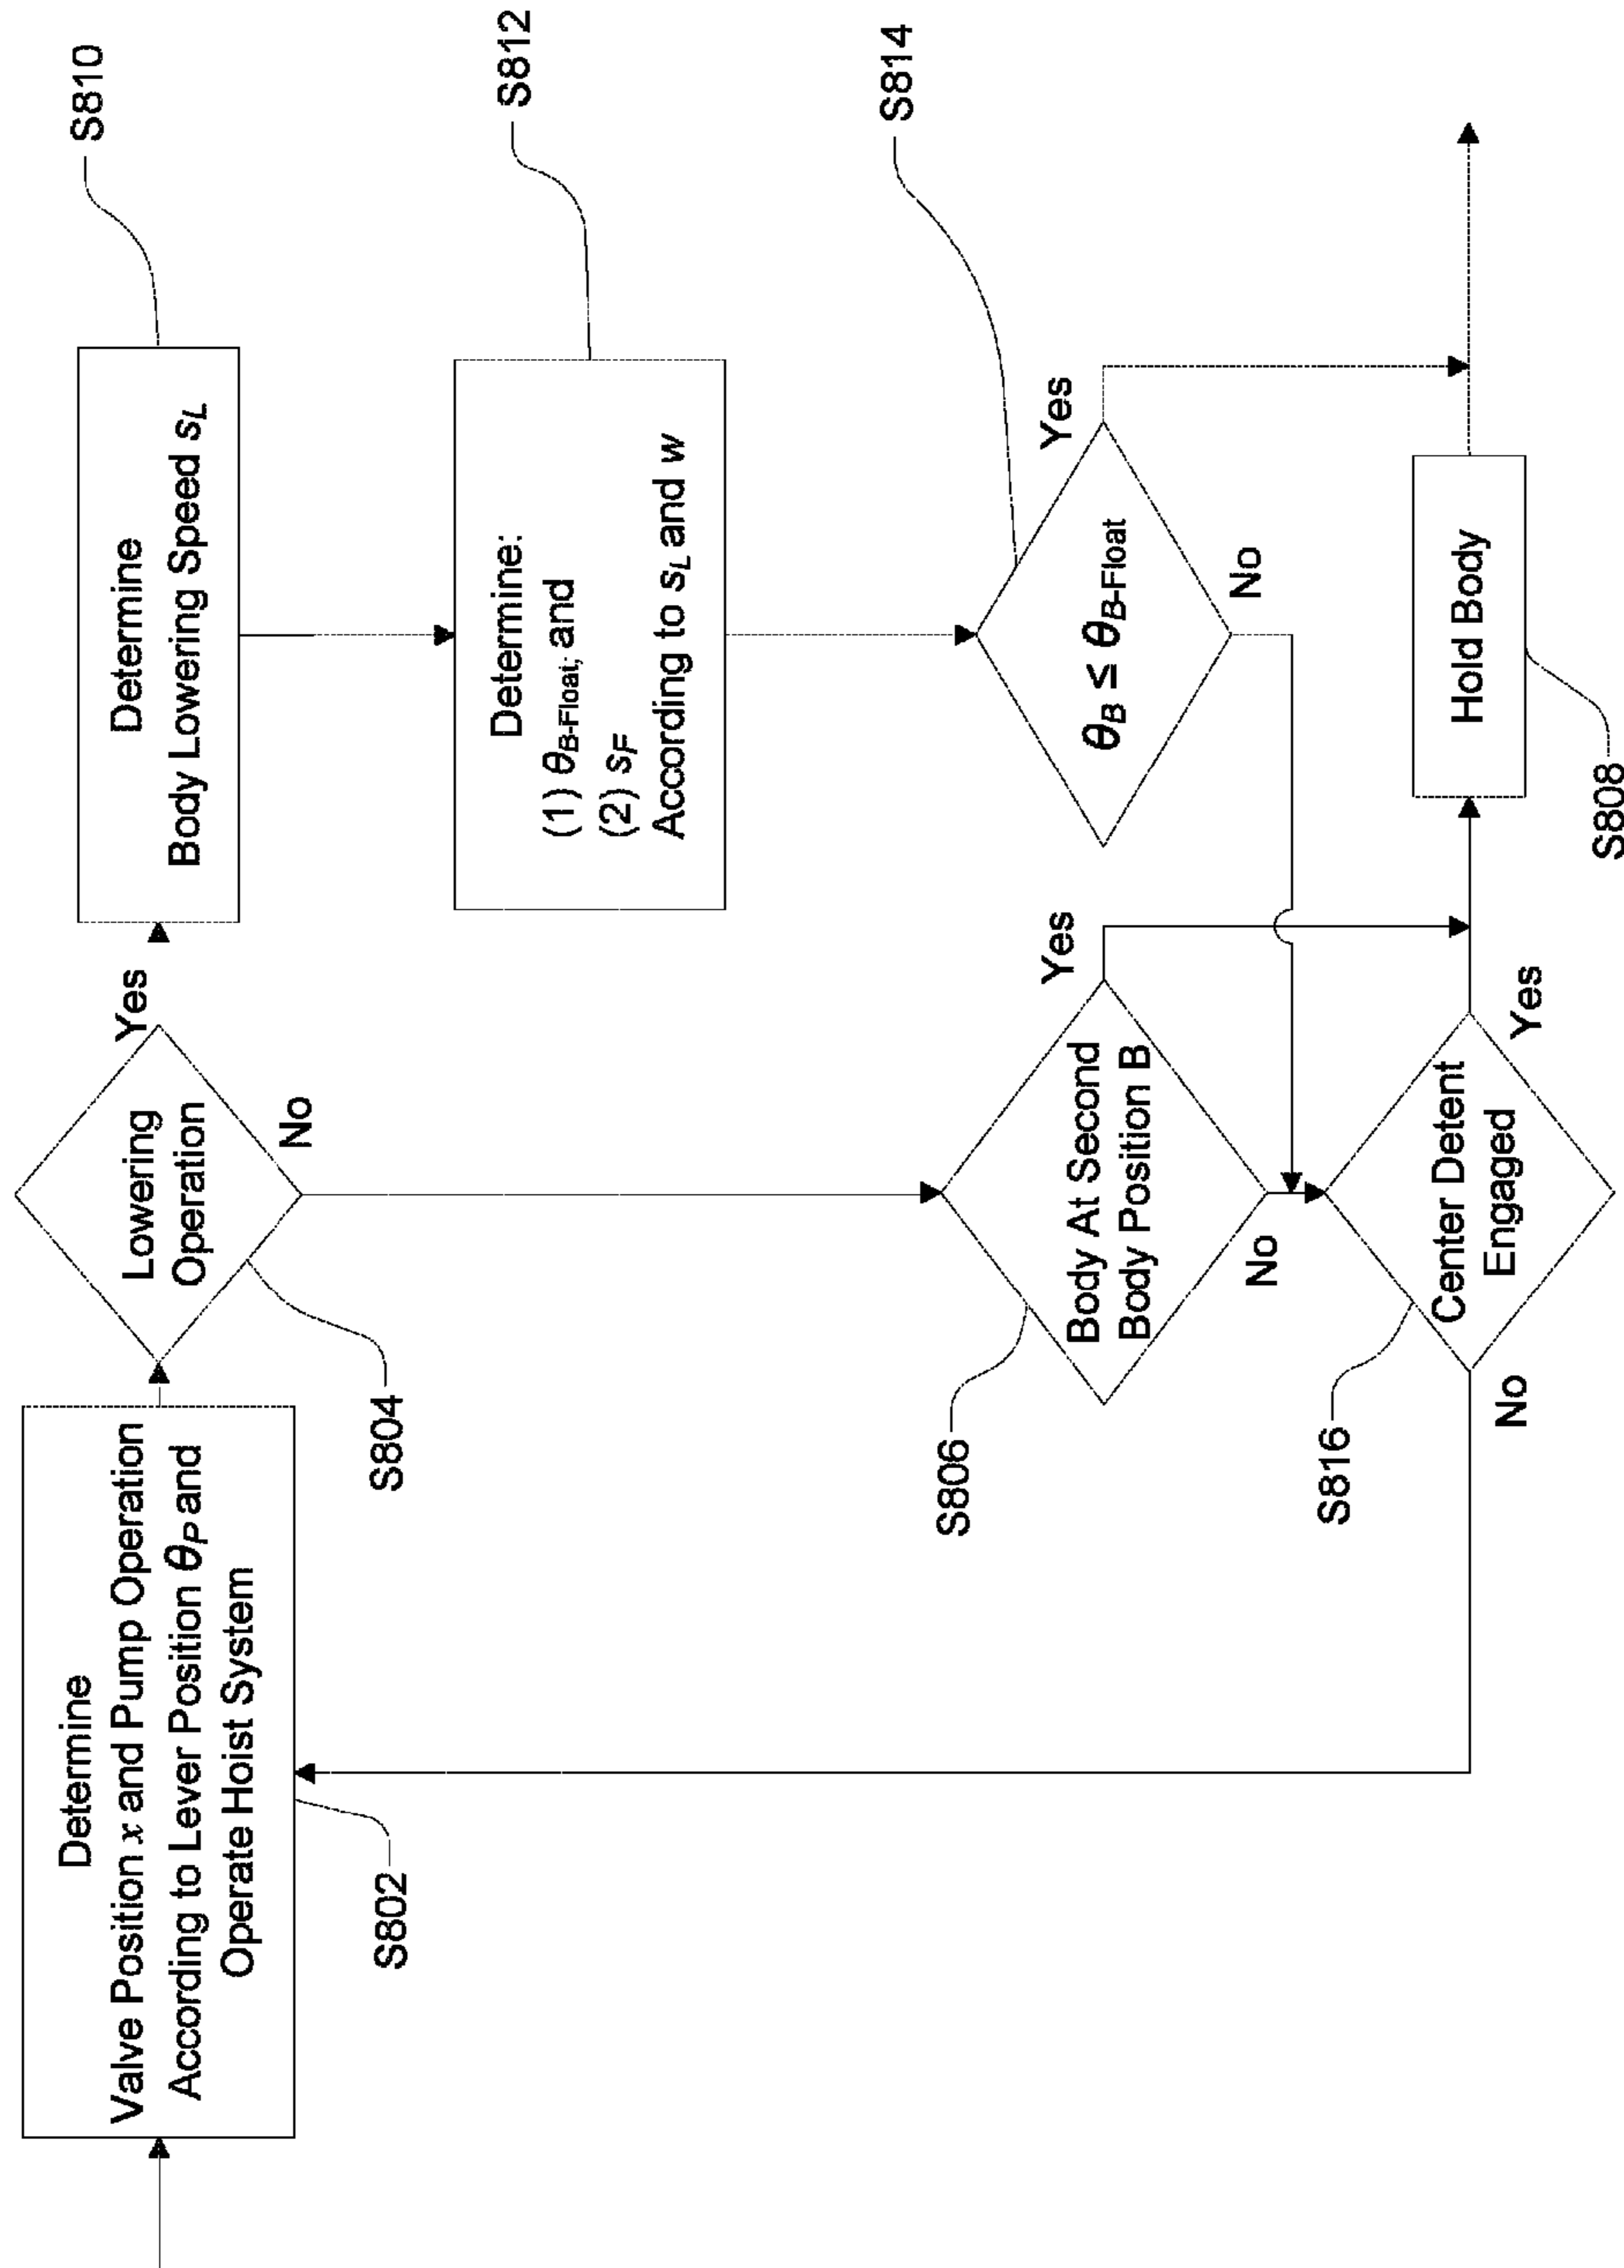 Determine
Valve Position x and Pump Operation
According to Lever Position θP and
Operate Hoist System
S802
Lowering
Operation
S804
Yes
No
Determine
Body Lowering Speed sL
S810
Determine:
(1) θB-Float; and
(2) sF
According to sL and w
S812
θB ≤ θB-Float
S814
Yes
No
Body At Second
Body Position B
S806
Yes
No
Center Detent
Engaged
S816
Yes
No
Hold Body
S808